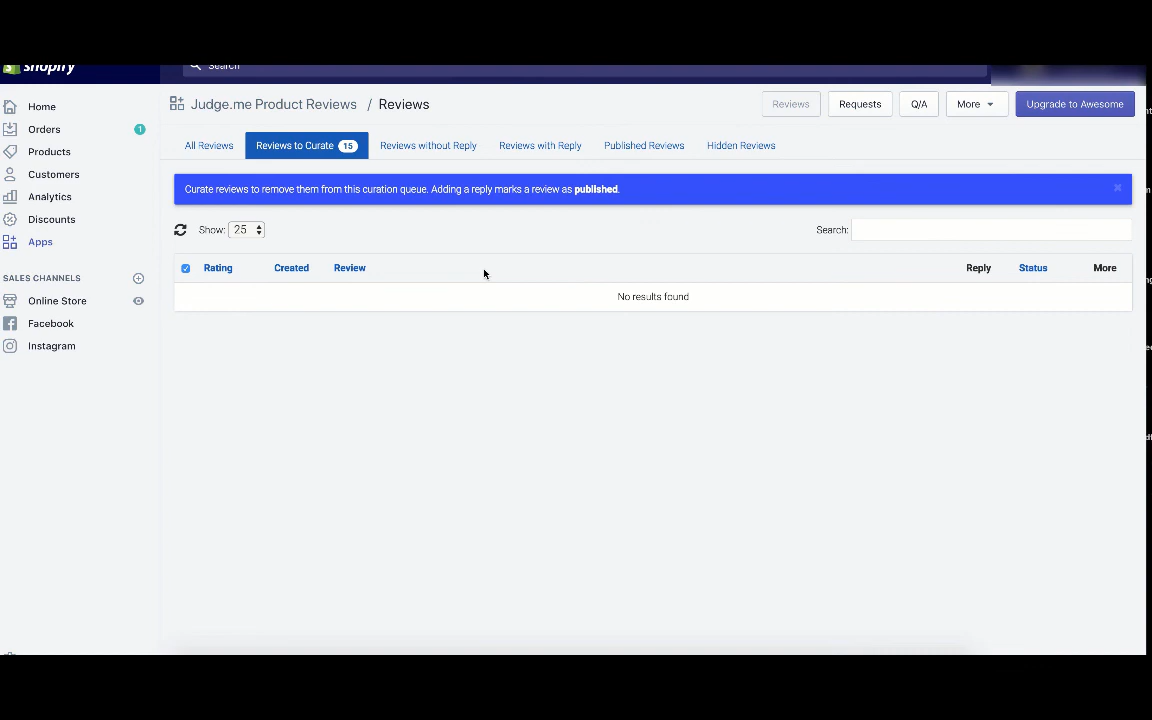 shopify
Search
Judge.me Product Reviews / Reviews
Reviews
Requests
Q/A
More
Upgrade to Awesome
Home
Orders
1
Products
Customers
Analytics
Discounts
Apps
SALES CHANNELS
Online Store
Facebook
Instagram
All Reviews
Reviews to Curate 15
Reviews without Reply
Reviews with Reply
Published Reviews
Hidden Reviews
Curate reviews to remove them from this curation queue. Adding a reply marks a review as published.
Show: 25
Search:
Rating
Created
Review
Reply
Status
More
No results found